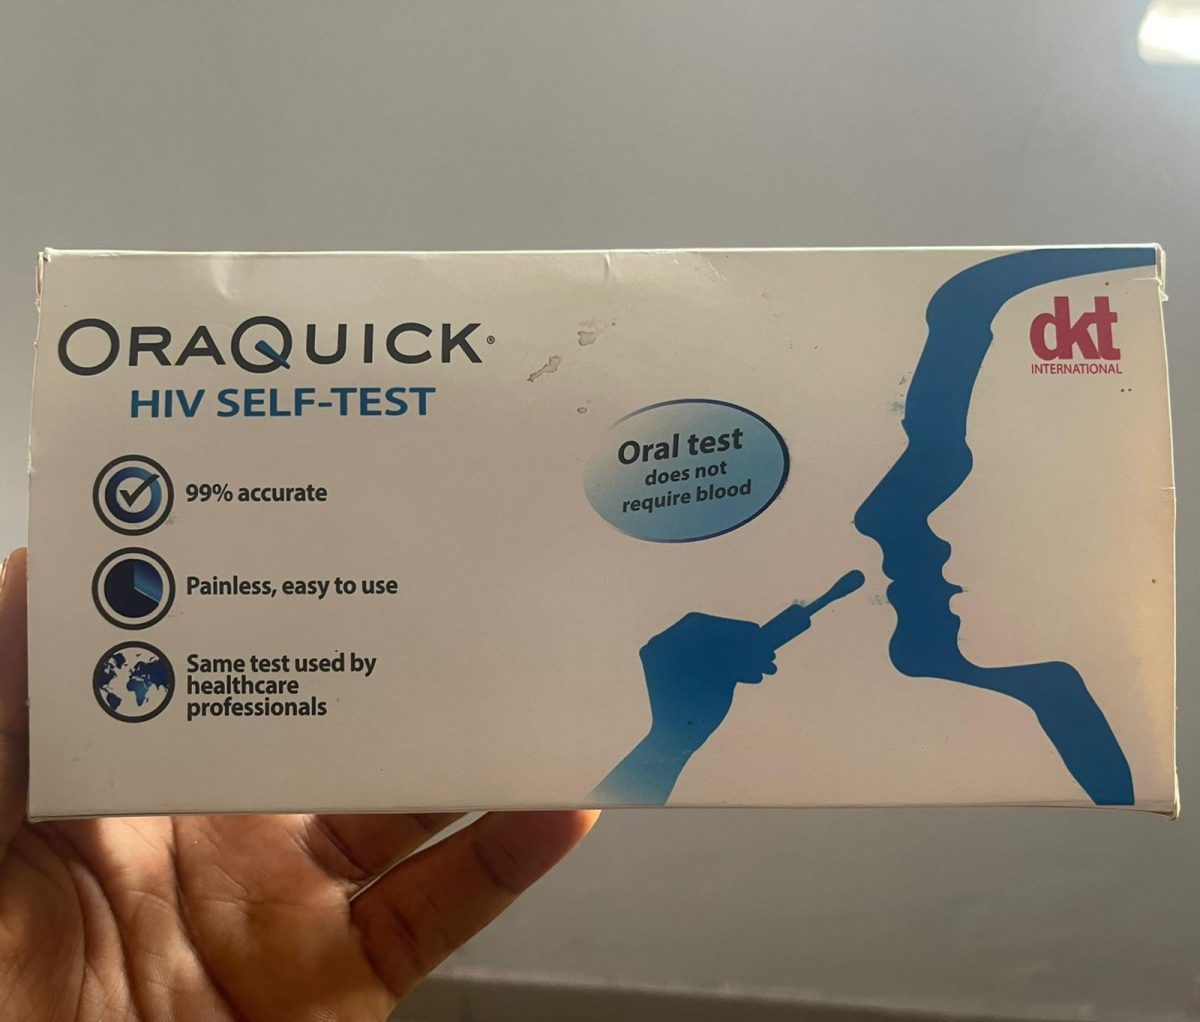 ORAQUICK®
HIV SELF-TEST
99% accurate
Painless, easy to use
Same test used by
healthcare
professionals
Oral test
does not
require blood
dkt
INTERNATIONAL